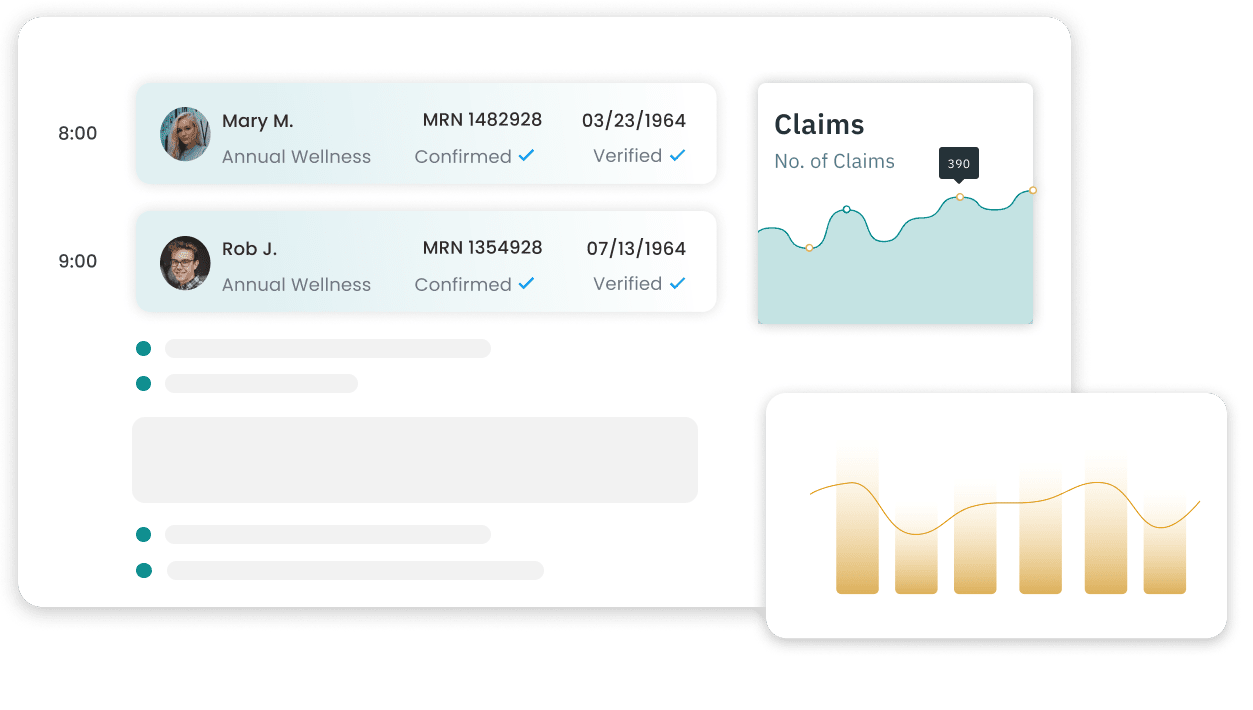 8:00
Mary M. MRN 1482928 03/23/1964
Annual Wellness Confirmed Verified
9:00
Rob J. MRN 1354928 07/13/1964
Annual Wellness Confirmed Verified
Claims
No. of Claims
390